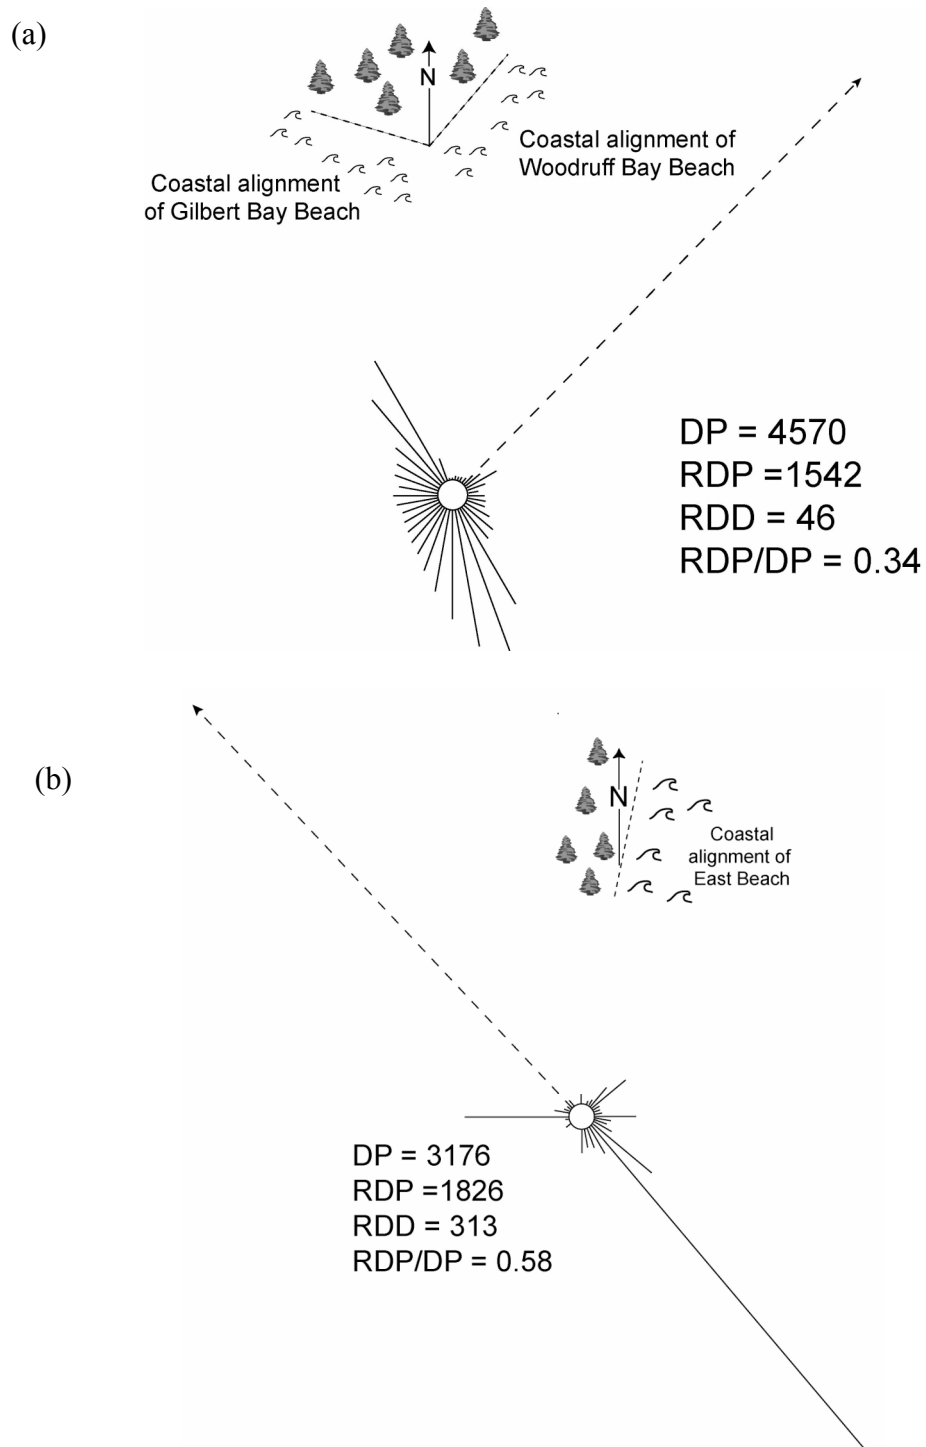 (a)
N
Coastal alignment of
Woodruff Bay Beach
Coastal alignment
of Gilbert Bay Beach
DP = 4570
RDP =1542
RDD = 46
RDP/DP = 0.34
(b)
N
Coastal
alignment of
East Beach
DP = 3176
RDP =1826
RDD = 313
RDP/DP = 0.58